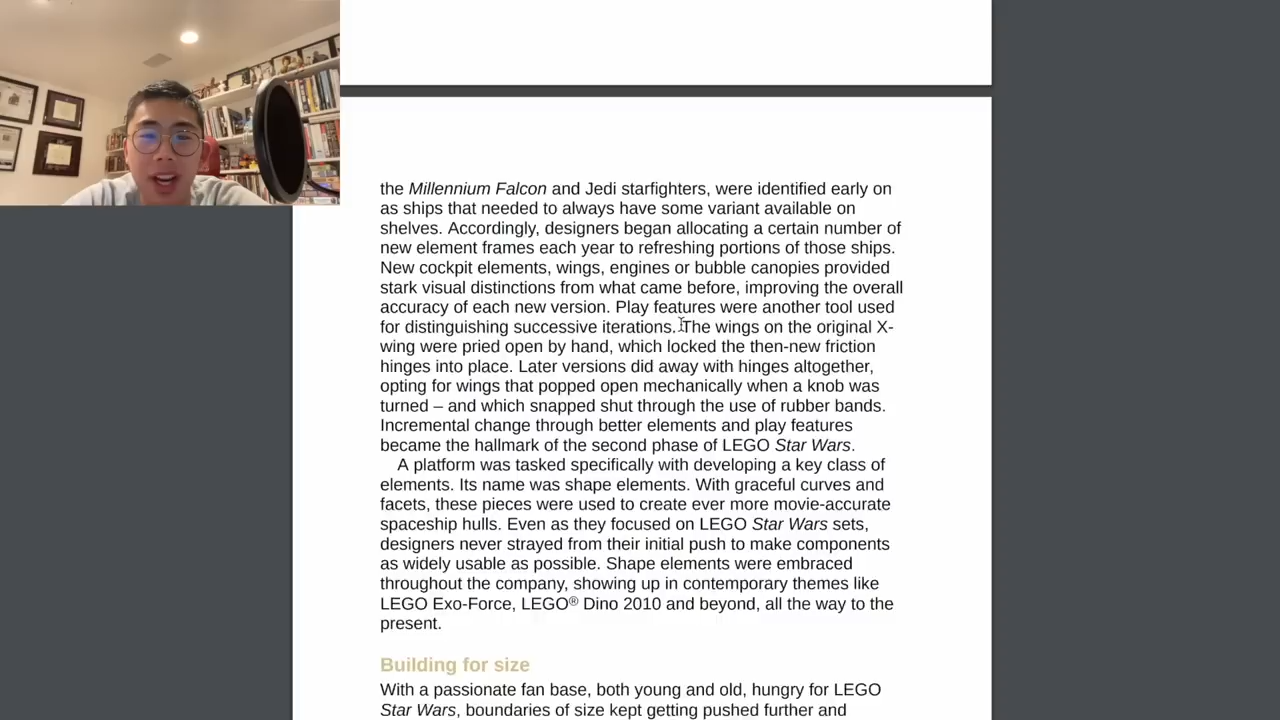 the Millennium Falcon and Jedi starfighters, were identified early on
as ships that needed to always have some variant available on
shelves. Accordingly, designers began allocating a certain number of
new element frames each year to refreshing portions of those ships.
New cockpit elements, wings, engines or bubble canopies provided
stark visual distinctions from what came before, improving the overall
accuracy of each new version. Play features were another tool used
for distinguishing successive iterations. The wings on the original X-
wing were pried open by hand, which locked the then-new friction
hinges into place. Later versions did away with hinges altogether,
opting for wings that popped open mechanically when a knob was
turned – and which snapped shut through the use of rubber bands.
Incremental change through better elements and play features
became the hallmark of the second phase of LEGO Star Wars.
A platform was tasked specifically with developing a key class of
elements. Its name was shape elements. With graceful curves and
facets, these pieces were used to create ever more movie-accurate
spaceship hulls. Even as they focused on LEGO Star Wars sets,
designers never strayed from their initial push to make components
as widely usable as possible. Shape elements were embraced
throughout the company, showing up in contemporary themes like
LEGO Exo-Force, LEGO® Dino 2010 and beyond, all the way to the
present.
Building for size
With a passionate fan base, both young and old, hungry for LEGO
Star Wars, boundaries of size kept getting pushed further and